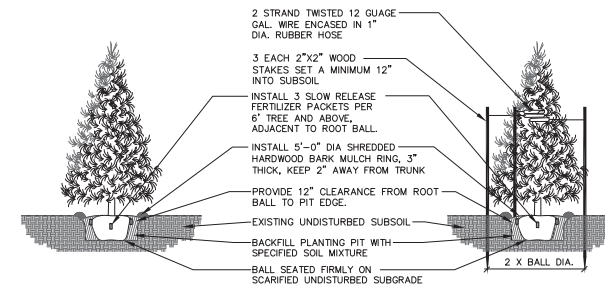 2 STRAND TWISTED 12 GUAGE
GAL. WIRE ENCASED IN 1"
DIA. RUBBER HOSE
3 EACH 2"X2" WOOD
STAKES SET A MINIMUM 12"
INTO SUBSOIL
INSTALL 3 SLOW RELEASE
FERTILIZER PACKETS PER
6' TREE AND ABOVE,
ADJACENT TO ROOT BALL.
INSTALL 5'-0" DIA SHREDDED
HARDWOOD BARK MULCH RING, 3"
THICK, KEEP 2" AWAY FROM TRUNK
PROVIDE 12" CLEARANCE FROM ROOT
BALL TO PIT EDGE.
EXISTING UNDISTURBED SUBSOIL
BACKFILL PLANTING PIT WITH
SPECIFIED SOIL MIXTURE
BALL SEATED FIRMLY ON
SCARIFIED UNDISTURBED SUBGRADE
2 X BALL DIA.